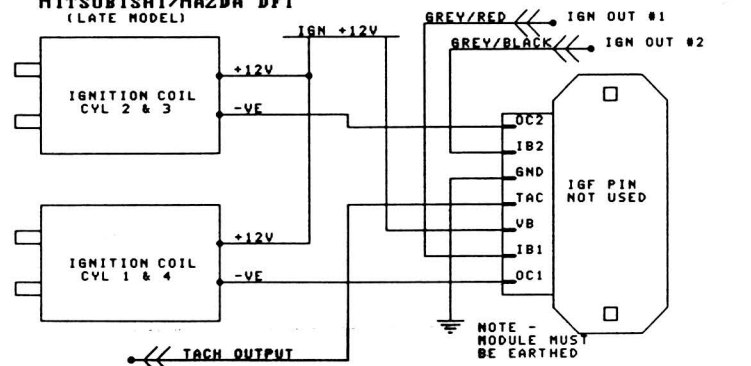 MITSUBISHI/MAZDA DFI
(LATE MODEL)
IGN +12V
GREY/RED
IGN OUT #1
GREY/BLACK
IGN OUT #2
+12V
IGNITION COIL
CYL 2 & 3
-VE
OC2
IB2
GND
TAC
VB
IB1
OC1
IGF PIN
NOT USED
+12V
IGNITION COIL
CYL 1 & 4
-VE
NOTE -
MODULE MUST
BE EARTHED
TACH OUTPUT